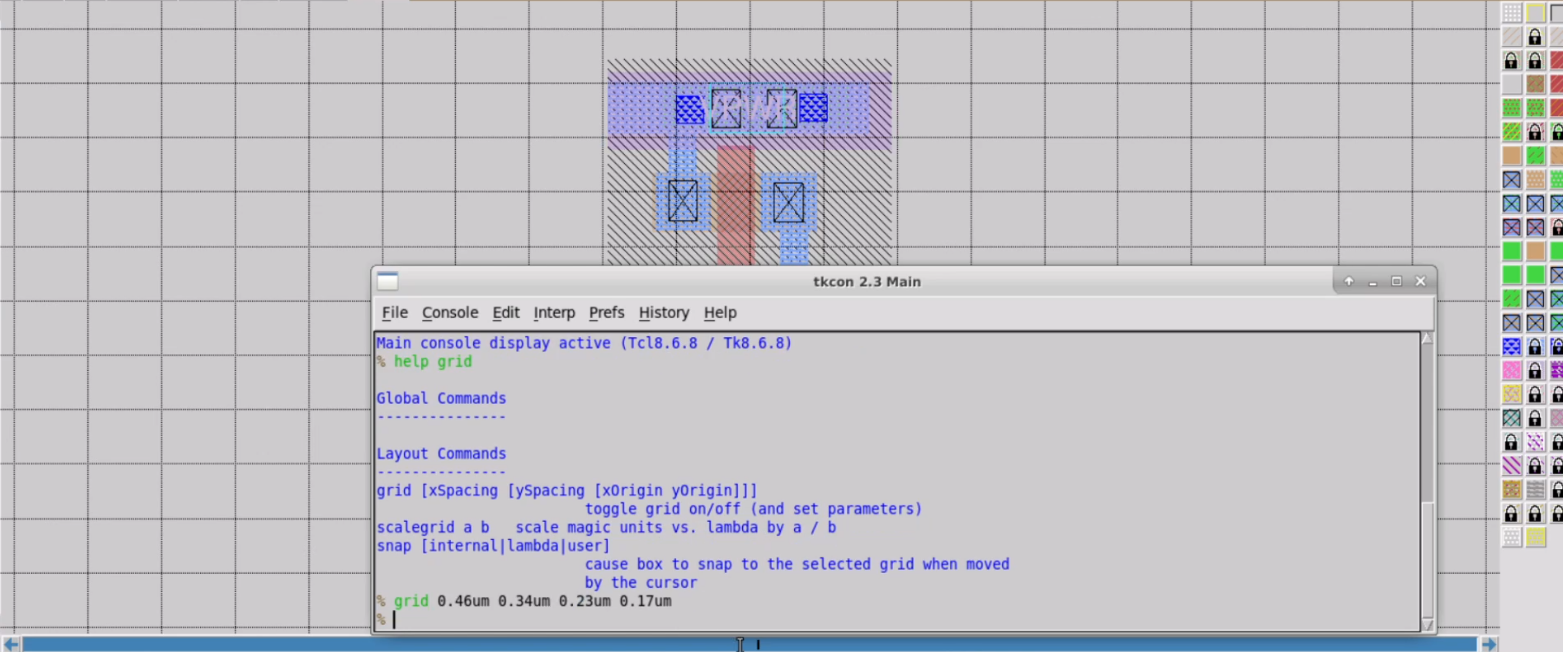 VPWR
tkcon 2.3 Main
File Console Edit Interp Prefs History Help
Main console display active (Tcl8.6.8 / Tk8.6.8)
% help grid
Global Commands
---------------
Layout Commands
---------------
grid [xSpacing [ySpacing [xOrigin yOrigin]]]
toggle grid on/off (and set parameters)
scalegrid a b scale magic units vs. lambda by a / b
snap [internal|lambda|user]
cause box to snap to the selected grid when moved
by the cursor
% grid 0.46um 0.34um 0.23um 0.17um
%